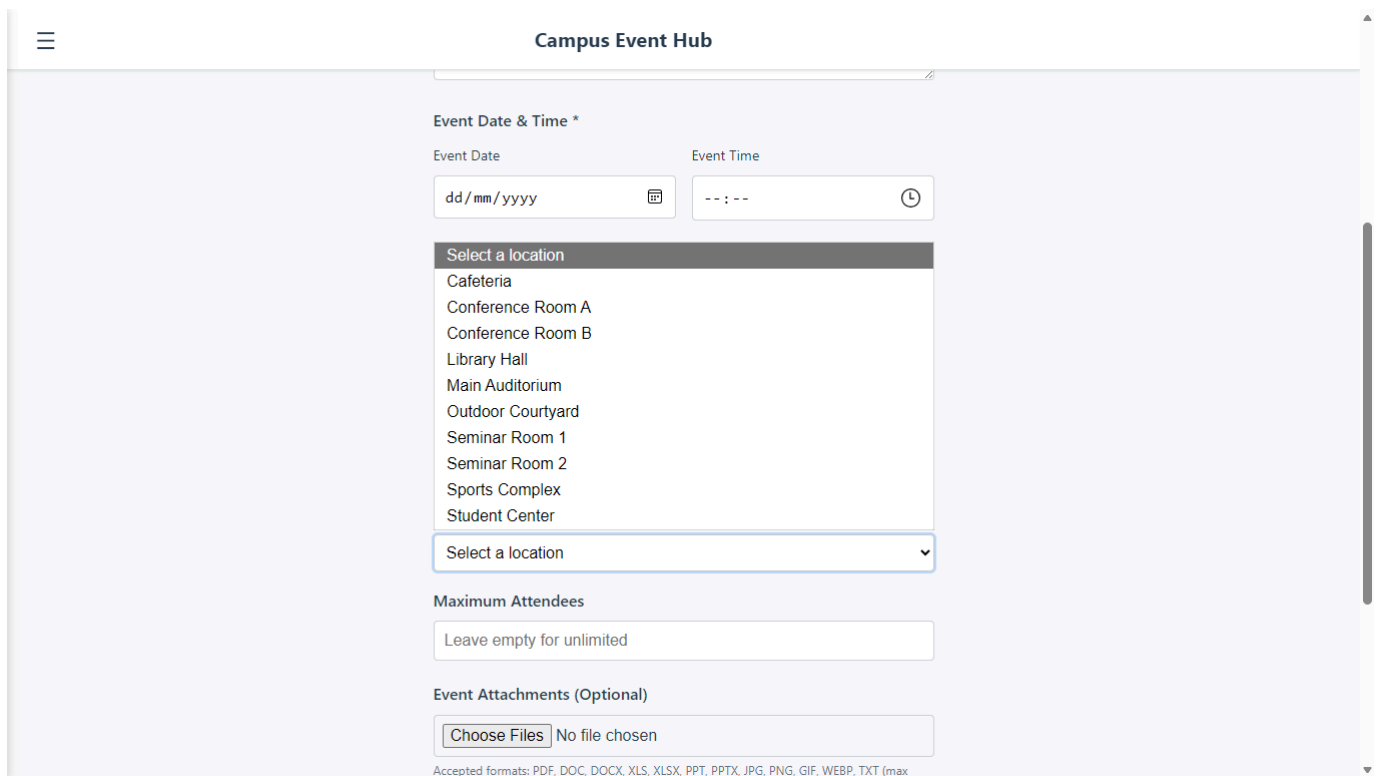 ☰ Campus Event Hub
Event Date & Time *
Event Date Event Time
dd/mm/yyyy --:--
Select a location
Cafeteria
Conference Room A
Conference Room B
Library Hall
Main Auditorium
Outdoor Courtyard
Seminar Room 1
Seminar Room 2
Sports Complex
Student Center
Select a location
Maximum Attendees
Leave empty for unlimited
Event Attachments (Optional)
Choose Files No file chosen
Accepted formats: PDF, DOC, DOCX, XLS, XLSX, PPT, PPTX, JPG, PNG, GIF, WEBP, TXT (max